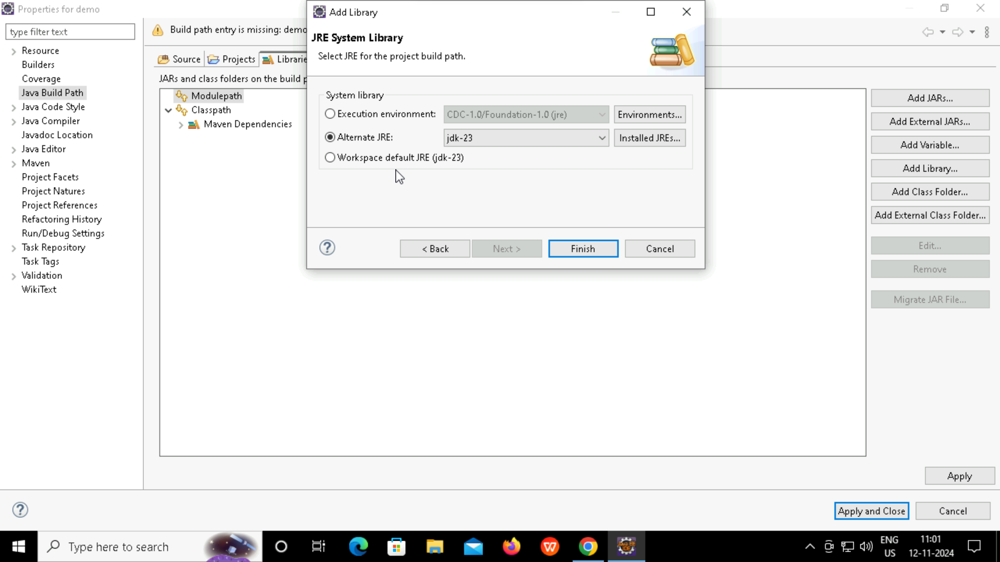 Properties for demo
type filter text
Resource
Builders
Coverage
Java Build Path
Java Code Style
Java Compiler
Javadoc Location
Java Editor
Maven
Project Facets
Project Natures
Project References
Refactoring History
Run/Debug Settings
Task Repository
Task Tags
Validation
WikiText
Build path entry is missing: demo
Source
Projects
Librarie
JARs and class folders on the build p
Modulepath
Classpath
Maven Dependencies
Add Library
JRE System Library
Select JRE for the project build path.
System library
Execution environment: CDC-1.0/Foundation-1.0 (jre) Environments...
Alternate JRE: jdk-23 Installed JREs...
Workspace default JRE (jdk-23)
< Back Next > Finish Cancel
Add JARs...
Add External JARs...
Add Variable...
Add Library...
Add Class Folder...
Add External Class Folder...
Edit...
Remove
Migrate JAR File...
Apply
Apply and Close Cancel
Type here to search
ENG
US
11:01
12-11-2024